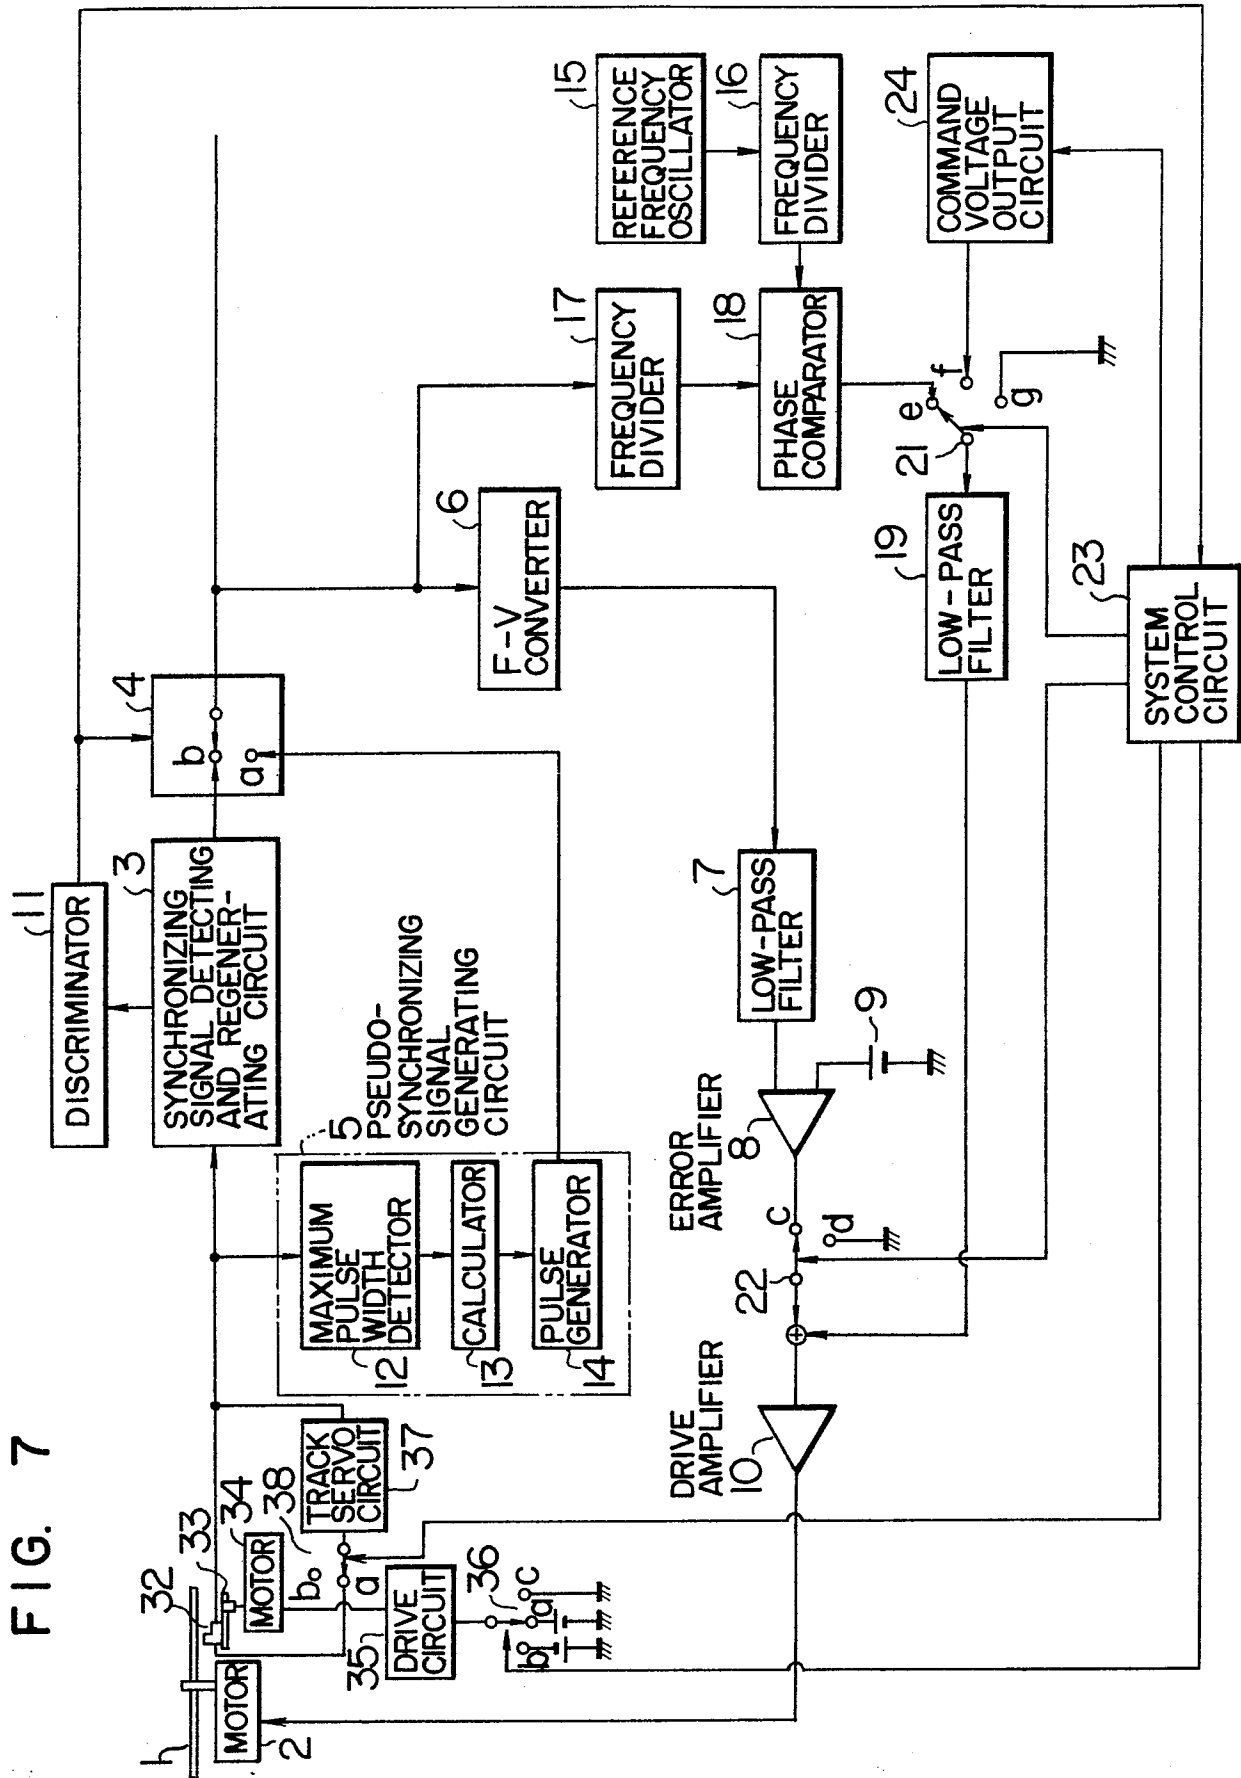 FIG. 7
11
DISCRIMINATOR
3
SYNCHRONIZING
SIGNAL DETECTING
AND REGENER-
ATING CIRCUIT
4
b
a
5
PSEUDO-
SYNCHRONIZING
SIGNAL
GENERATING
CIRCUIT
MAXIMUM
PULSE
WIDTH
DETECTOR
12
CALCULATOR
13
PULSE
GENERATOR
14
1
MOTOR
2
32
33
34
MOTOR
38
b
a
TRACK
SERVO
CIRCUIT
37
35
DRIVE
CIRCUIT
36
b
a
c
6
F-V
CONVERTER
17
FREQUENCY
DIVIDER
15
REFERENCE
FREQUENCY
OSCILLATOR
16
FREQUENCY
DIVIDER
18
PHASE
COMPARATOR
7
LOW-PASS
FILTER
9
ERROR
AMPLIFIER
8
c
d
22
DRIVE
AMPLIFIER
10
e
f
g
21
19
LOW-PASS
FILTER
24
COMMAND
VOLTAGE
OUTPUT
CIRCUIT
23
SYSTEM
CONTROL
CIRCUIT